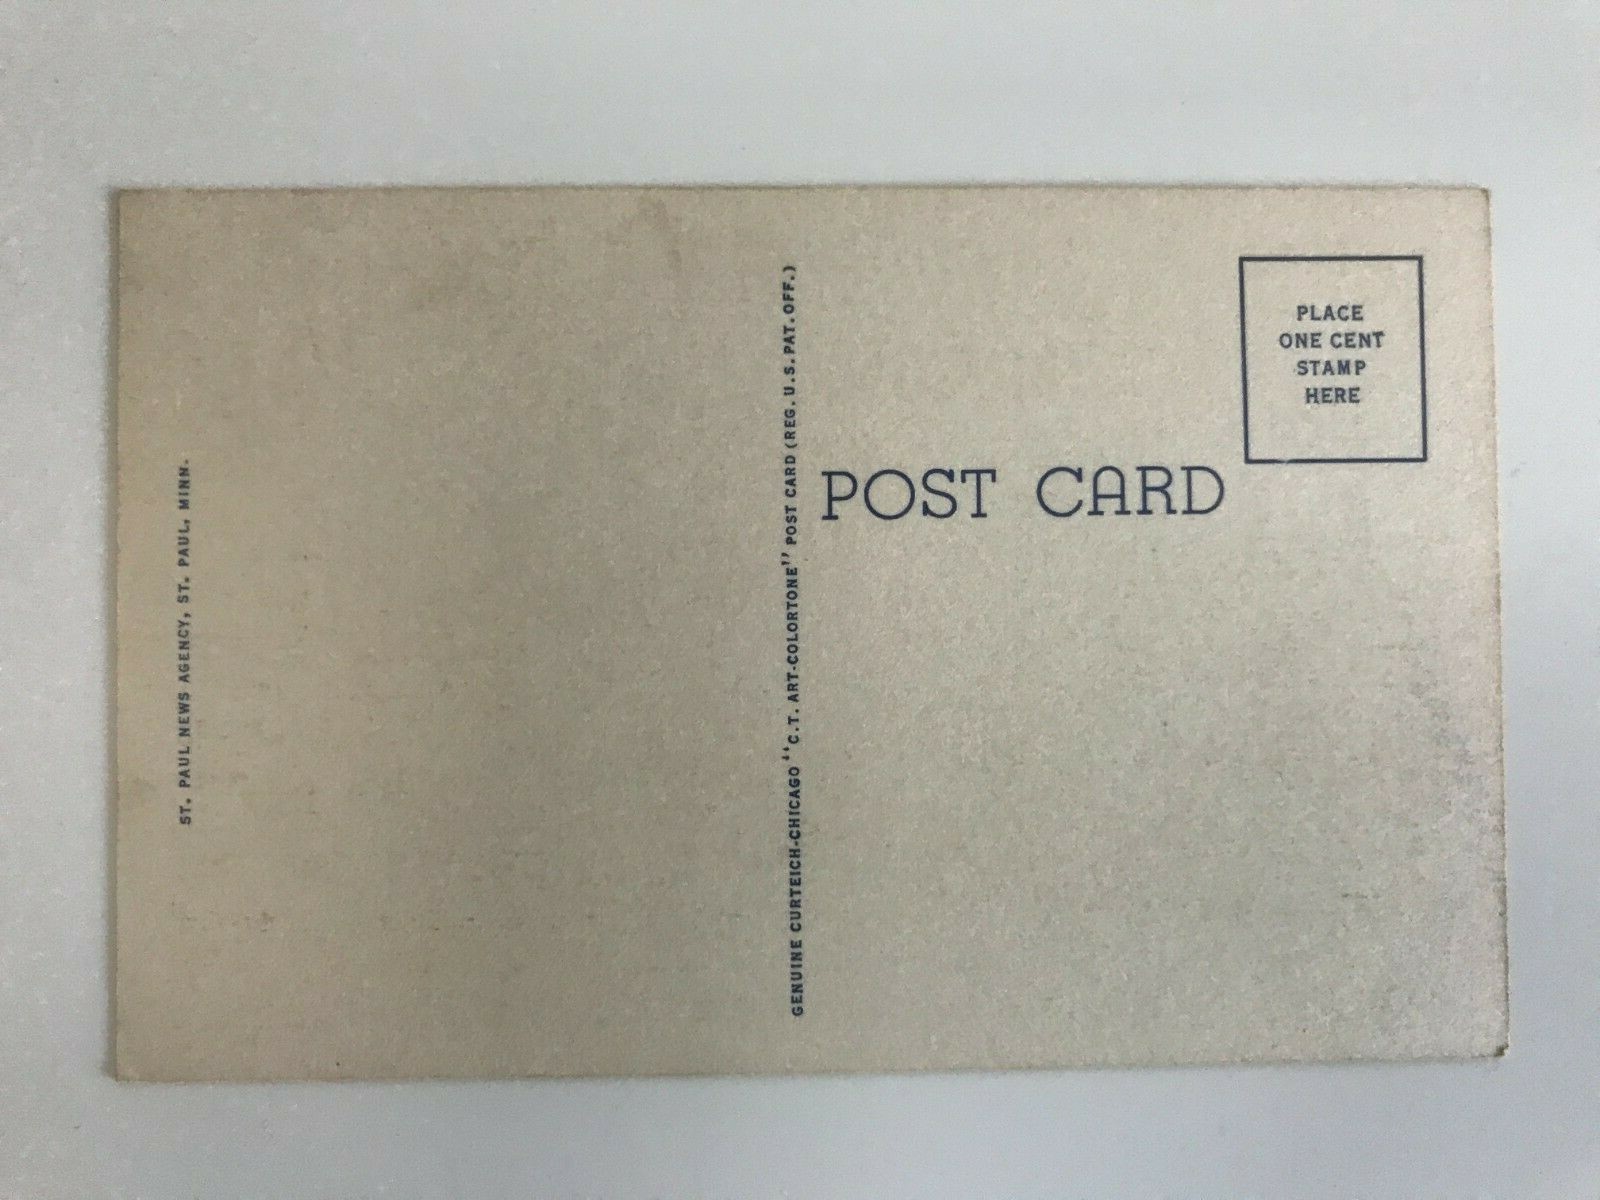 ST. PAUL NEWS AGENCY, ST. PAUL, MINN.
GENUINE CURTEICH-CHICAGO "C.T. ART-COLORTONE" POST CARD (REG. U.S. PAT. OFF.)
POST CARD
PLACE
ONE CENT
STAMP
HERE